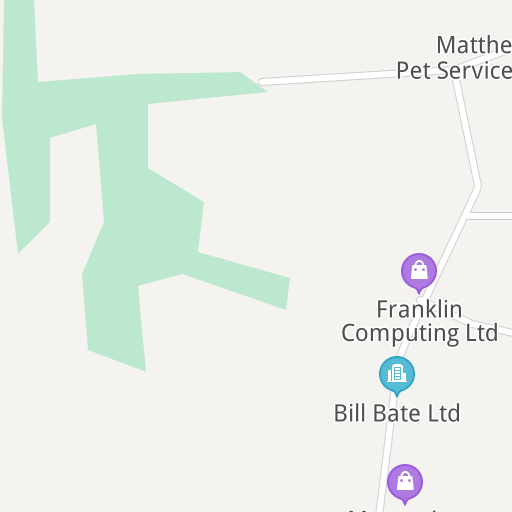 Matthe
Pet Service
Franklin
Computing Ltd
Bill Bate Ltd